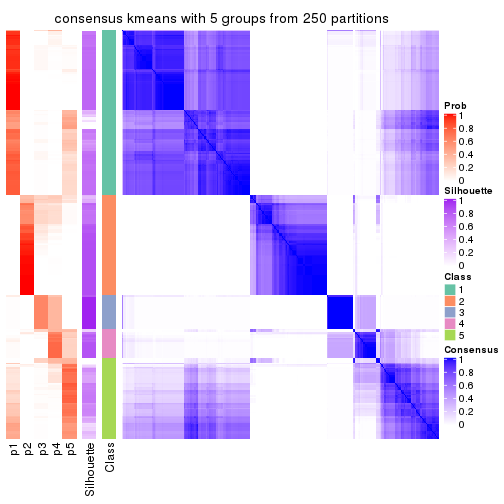 consensus kmeans with 5 groups from 250 partitions
Prob
1
0.8
0.6
0.4
0.2
0
Silhouette
1
0.8
0.6
0.4
0.2
0
Class
1
2
3
4
5
Consensus
1
0.8
0.6
0.4
0.2
0
p1
p2
p3
p4
p5
Silhouette
Class